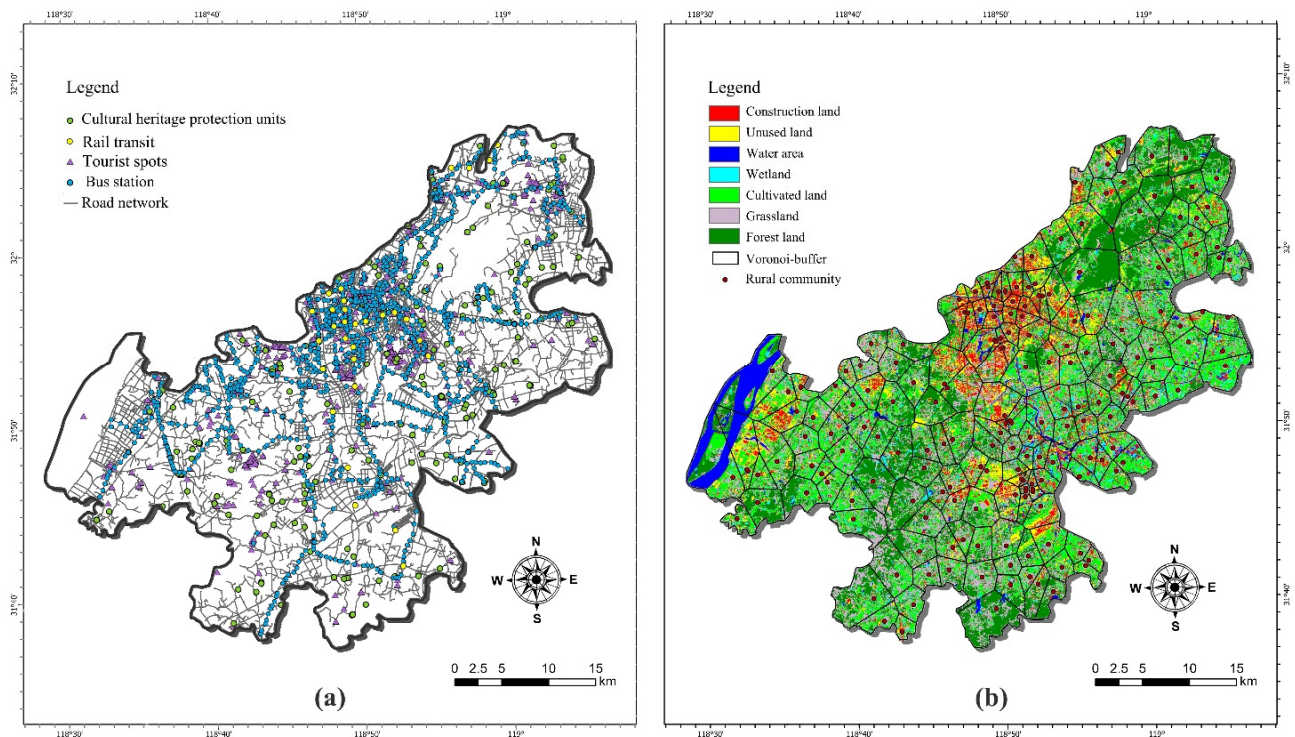 118°30' 118°40' 118°50' 119°
32°10'
32°
31°50'
31°40'
Legend
Cultural heritage protection units
Rail transit
Tourist spots
Bus station
Road network
N
W E
S
0 2.5 5 10 15
km
(a)
118°30' 118°40' 118°50' 119°
118°30' 118°40' 118°50' 119°
32°10'
32°
31°50'
31°40'
Legend
Construction land
Unused land
Water area
Wetland
Cultivated land
Grassland
Forest land
Voronoi-buffer
Rural community
N
W E
S
0 2.5 5 10 15
km
(b)
118°30' 118°40' 118°50' 119°